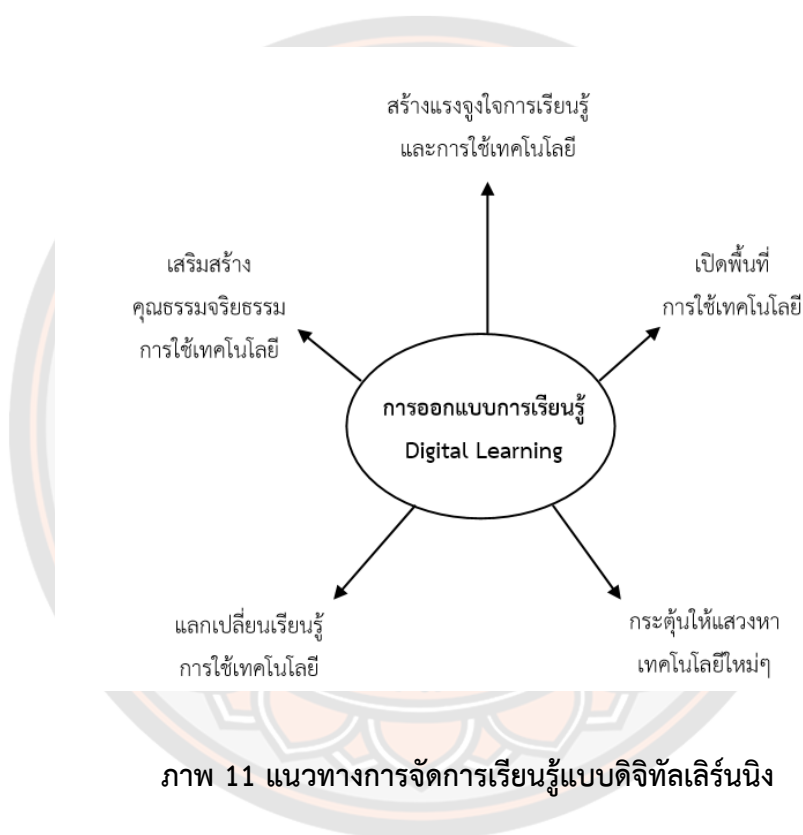 สร้างแรงจูงใจการเรียนรู้
และการใช้เทคโนโลยี
เสริมสร้าง
คุณธรรมจริยธรรม
การใช้เทคโนโลยี
เปิดพื้นที่
การใช้เทคโนโลยี
การออกแบบการเรียนรู้
Digital Learning
แลกเปลี่ยนเรียนรู้
การใช้เทคโนโลยี
กระตุ้นให้แสวงหา
เทคโนโลยีใหม่ๆ
ภาพ 11 แนวทางการจัดการเรียนรู้แบบดิจิทัลเลิร์นนิง